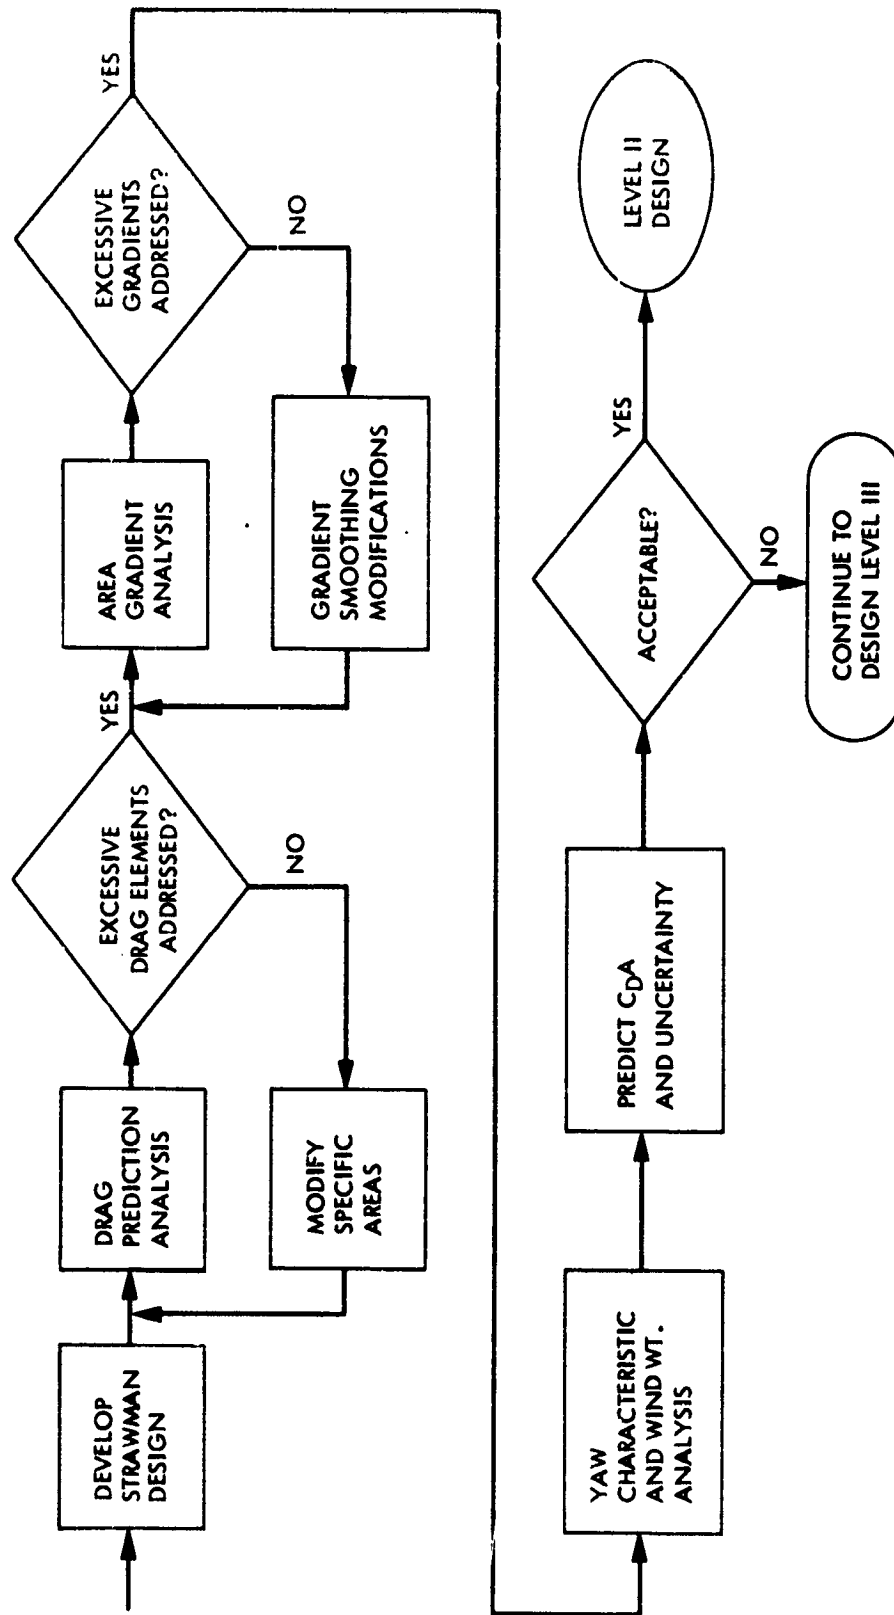 DEVELOP
STRAWMAN
DESIGN
DRAG
PREDICTION
ANALYSIS
EXCESSIVE
DRAG ELEMENTS
ADDRESSED?
YES
NO
MODIFY
SPECIFIC
AREAS
AREA
GRADIENT
ANALYSIS
EXCESSIVE
GRADIENTS
ADDRESSED?
YES
NO
GRADIENT
SMOOTHING
MODIFICATIONS
YAW
CHARACTERISTIC
AND WIND WT.
ANALYSIS
PREDICT CDA
AND UNCERTAINTY
ACCEPTABLE?
YES
NO
LEVEL II
DESIGN
CONTINUE TO
DESIGN LEVEL III